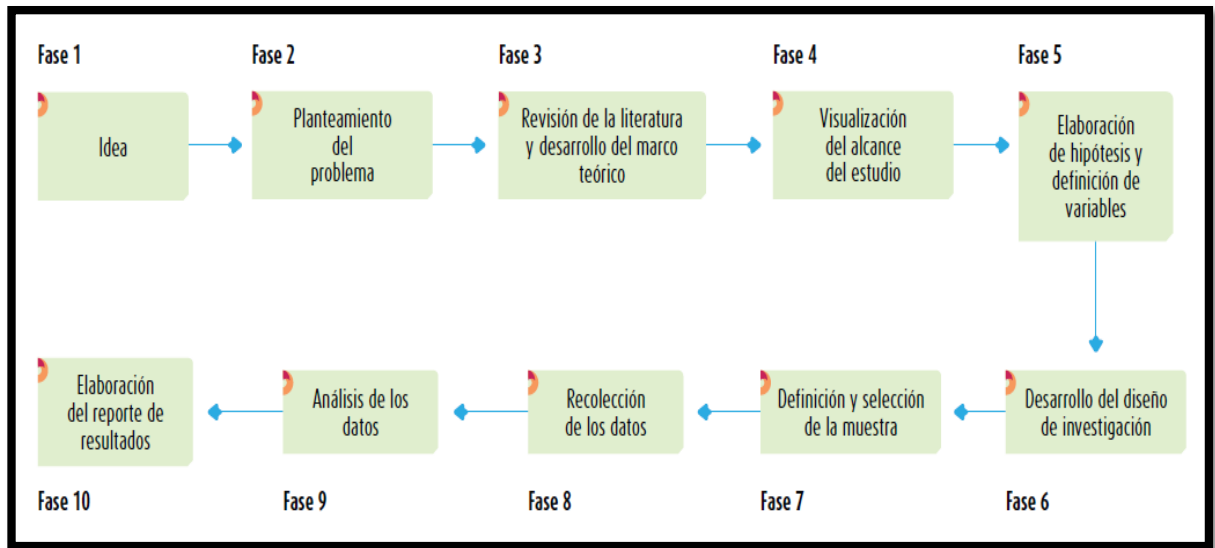 Fase 1
Fase 2
Fase 3
Fase 4
Fase 5
Idea
Planteamiento
del
problema
Revisión de la literatura
y desarrollo del marco
teórico
Visualización
del alcance
del estudio
Elaboración
de hipótesis y
definición de
variables
Elaboración
del reporte de
resultados
Análisis de los
datos
Recolección
de los datos
Definición y selección
de la muestra
Desarrollo del diseño
de investigación
Fase 10
Fase 9
Fase 8
Fase 7
Fase 6